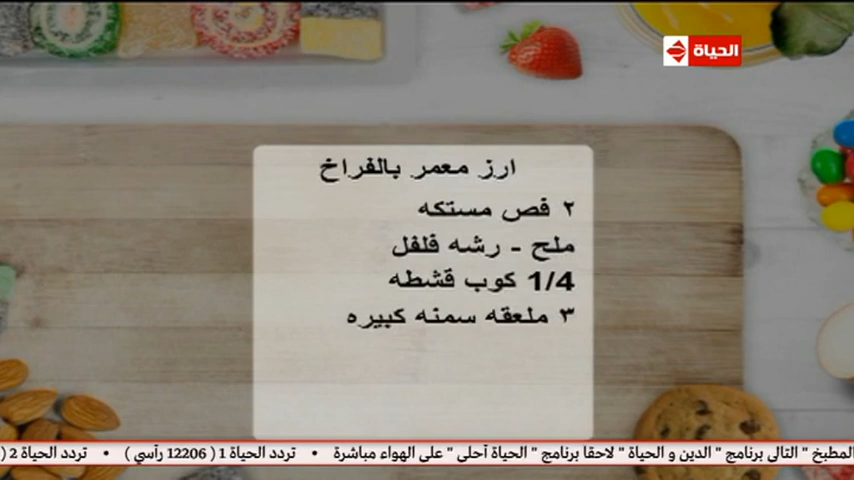 الحياة
ارز معمر بالفراخ
٢ فص مستكه
ملح - رشه فلفل
1/4 كوب قشطه
٣ ملعقه سمنه كبيره
المطبخ " التالى برنامج " الدين و الحياة " لاحقا برنامج " الحياة أحلى " على الهواء مباشرة • تردد الحياة 1 ( 12206 رأسي ) • تردد الحياة 2 (